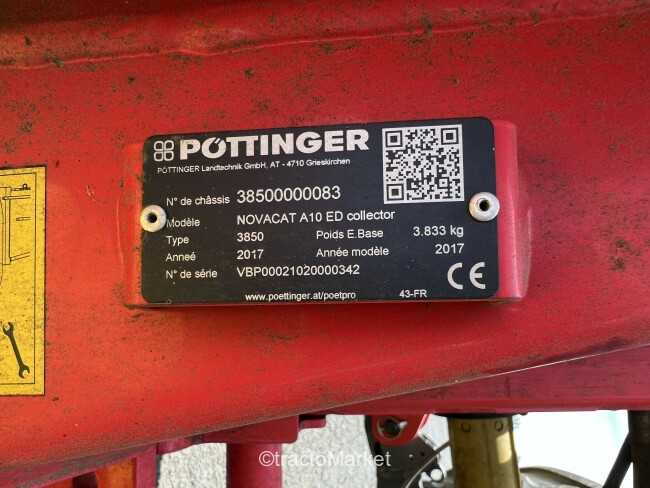 PÖTTINGER
PÖTTINGER Landtechnik GmbH, AT - 4710 Grieskirchen
N° de châssis 38500000083
Modèle NOVACAT A10 ED collector
Type 3850 Poids E.Base 3.833 kg
Anneé 2017 Année modèle 2017
N° de série VBP00021020000342
CE
www.poettinger.at/poetpro 43-FR
©tractoMarket